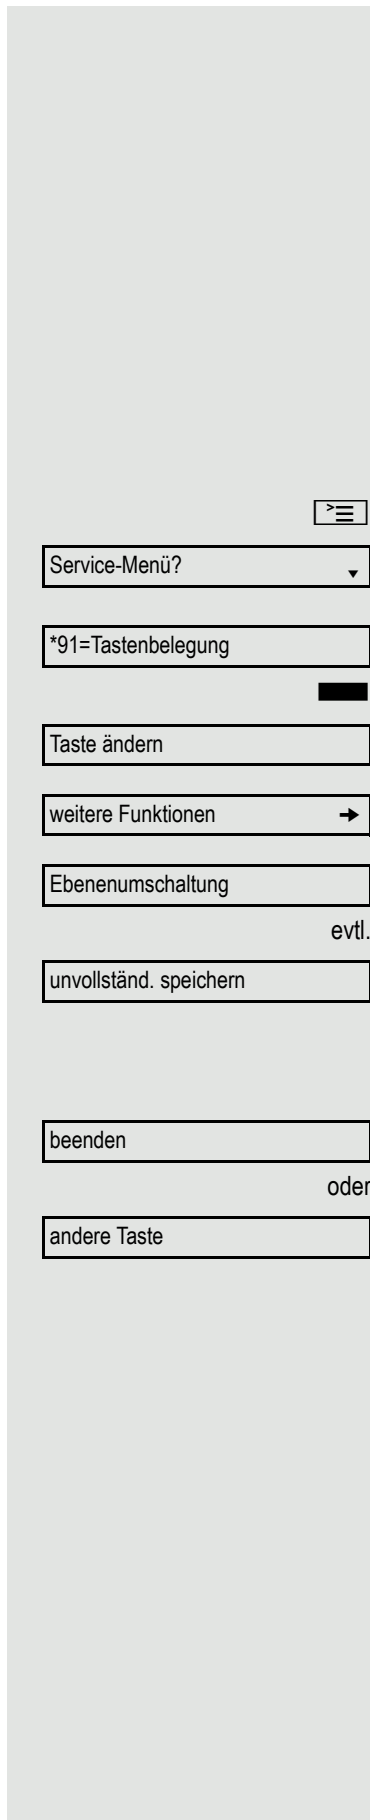 Service-Menü?
*91=Tastenbelegung
Taste ändern
weitere Funktionen
Ebenenumschaltung
evtl.
unvollständ. speichern
beenden
oder
andere Taste